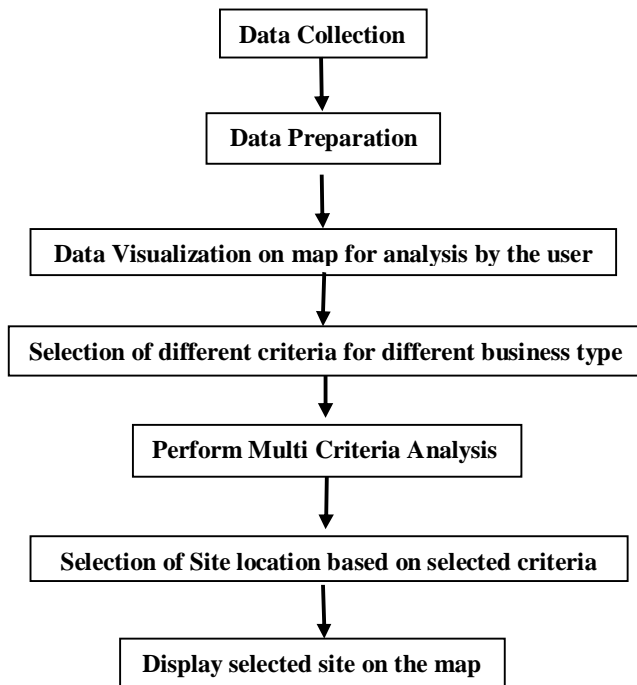 Data Collection
Data Preparation
Data Visualization on map for analysis by the user
Selection of different criteria for different business type
Perform Multi Criteria Analysis
Selection of Site location based on selected criteria
Display selected site on the map